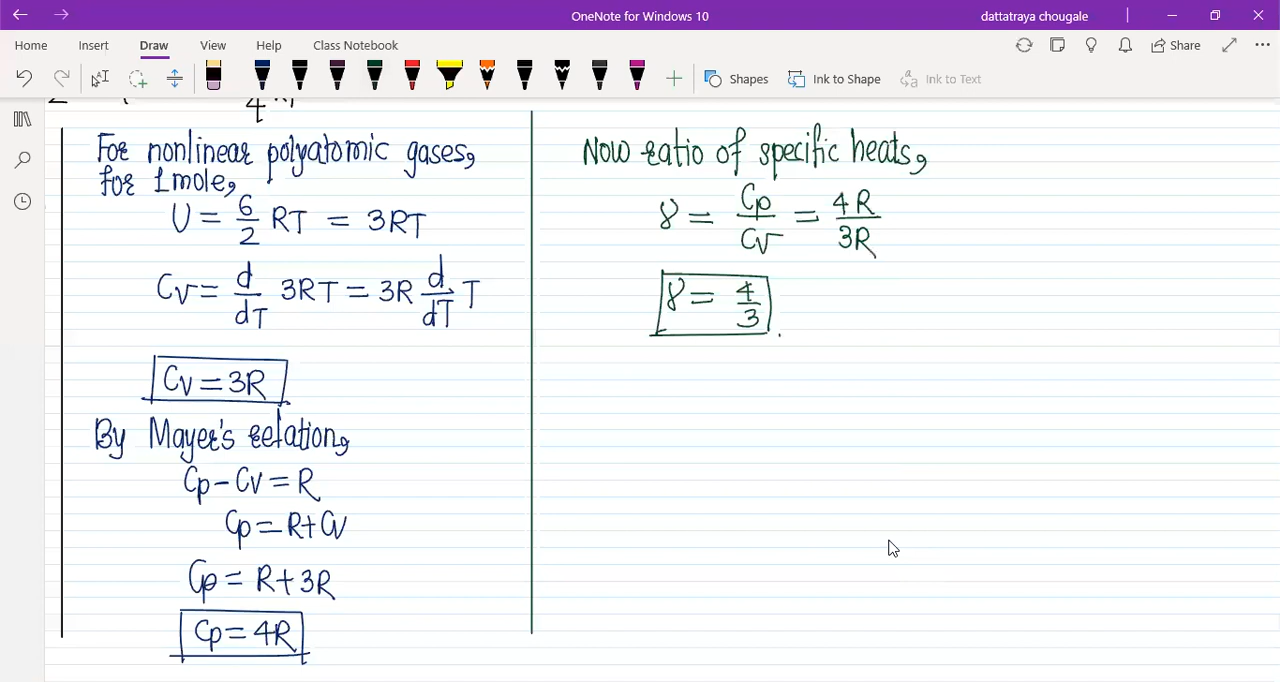 OneNote for Windows 10
dattatraya chougale
Home Insert Draw View Help Class Notebook
Share
Shapes Ink to Shape Ink to Text
For nonlinear polyatomic gases,
for 1mole,
U = 6/2 RT = 3RT
Cv = d/dT 3RT = 3R d/dT T
Cv = 3R
By Mayer's relation,
Cp - Cv = R
Cp = R + Cv
Cp = R + 3R
Cp = 4R
Now ratio of specific heats,
γ = Cp/Cv = 4R/3R
γ = 4/3